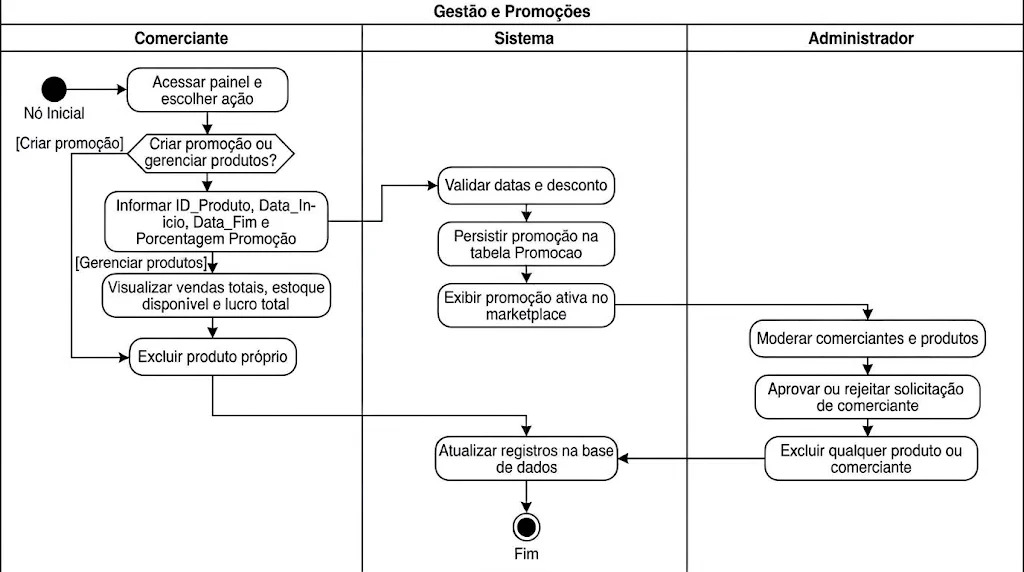 Gestão e Promoções
Comerciante
Sistema
Administrador
Nó Inicial
Acessar painel e
escolher ação
[Criar promoção]
Criar promoção ou
gerenciar produtos?
Informar ID_Produto, Data_In-
icio, Data_Fim e
Porcentagem Promoção
[Gerenciar produtos]
Visualizar vendas totais, estoque
disponivel e lucro total
Excluir produto próprio
Validar datas e desconto
Persistir promoção na
tabela Promocao
Exibir promoção ativa no
marketplace
Moderar comerciantes e produtos
Aprovar ou rejeitar solicitação
de comerciante
Excluir qualquer produto ou
comerciante
Atualizar registros na base
de dados
Fim